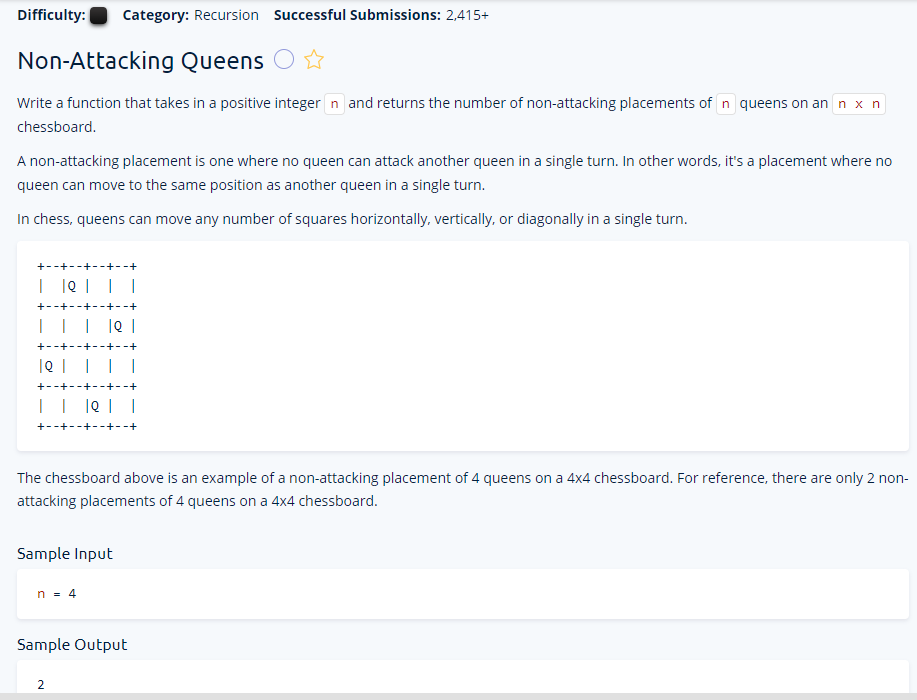 Difficulty: Category: Recursion Successful Submissions: 2,415+
Non-Attacking Queens
Write a function that takes in a positive integer n and returns the number of non-attacking placements of n queens on an n x n
chessboard.
A non-attacking placement is one where no queen can attack another queen in a single turn. In other words, it's a placement where no
queen can move to the same position as another queen in a single turn.
In chess, queens can move any number of squares horizontally, vertically, or diagonally in a single turn.
+--+--+--+--+
|  |Q |  |  |
+--+--+--+--+
|  |  |  |Q |
+--+--+--+--+
|Q |  |  |  |
+--+--+--+--+
|  |  |Q |  |
+--+--+--+--+
The chessboard above is an example of a non-attacking placement of 4 queens on a 4x4 chessboard. For reference, there are only 2 non-
attacking placements of 4 queens on a 4x4 chessboard.
Sample Input
n = 4
Sample Output
2